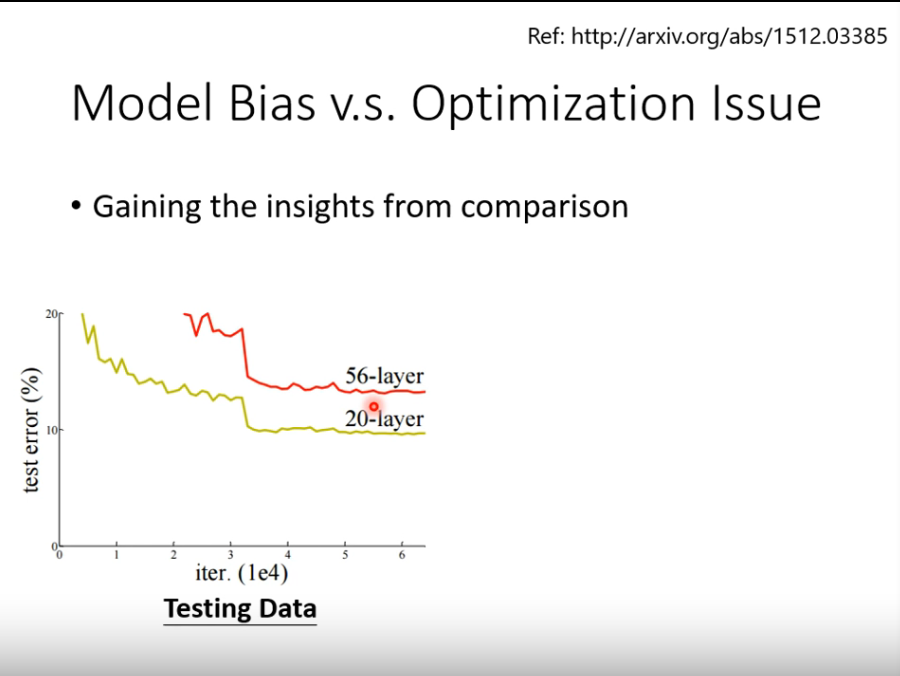 Ref: http://arxiv.org/abs/1512.03385
Model Bias v.s. Optimization Issue
• Gaining the insights from comparison
20
10
0
test error (%)
56-layer
20-layer
0 1 2 3 4 5 6
iter. (1e4)
Testing Data